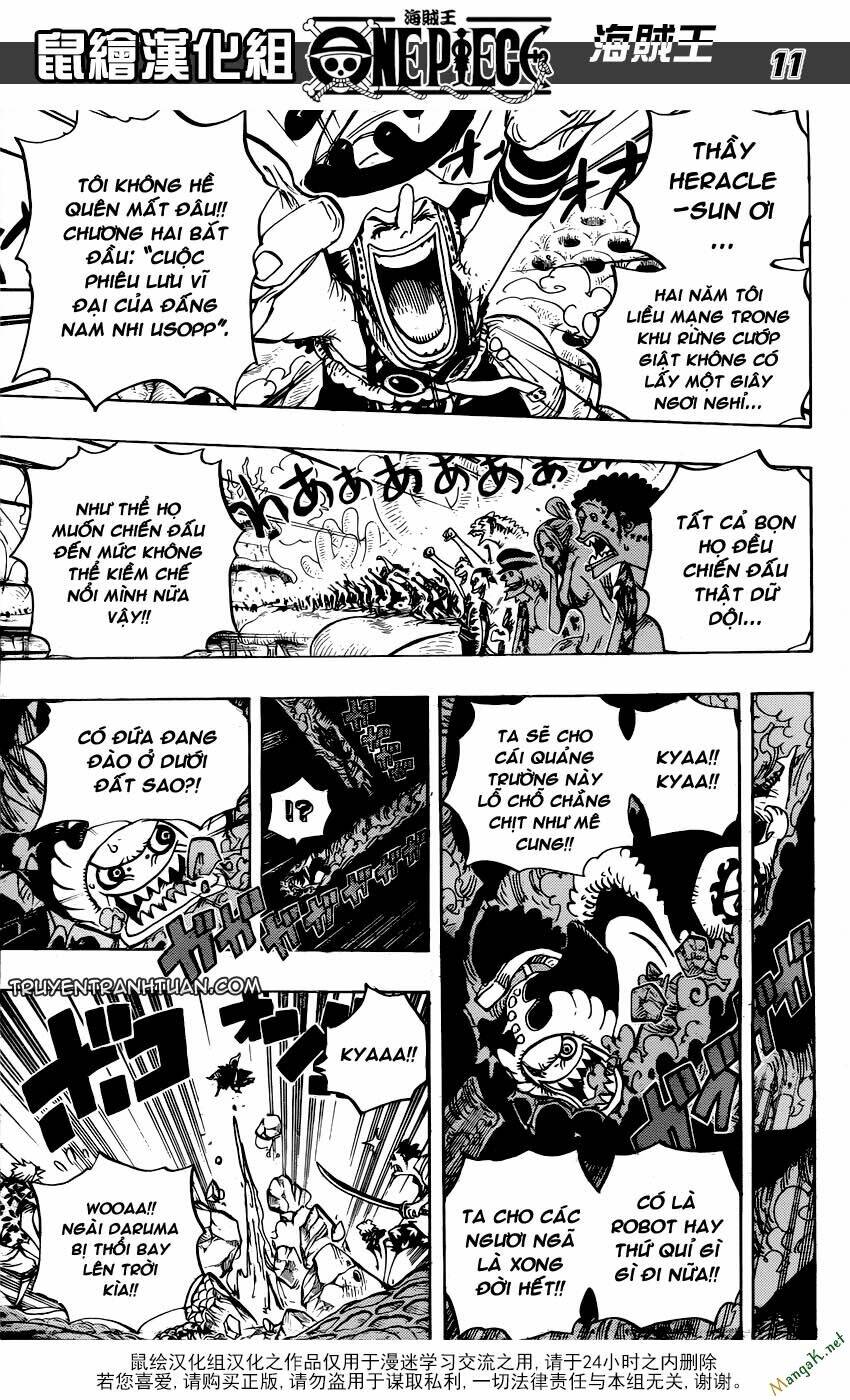 鼠繪漢化組
海賊王
ONE PIECE
海賊王
11
THẦY
HERACLE
-SUN ƠI
...
HAI NĂM TÔI
LIỀU MẠNG TRONG
KHU RỪNG CƯỚP
GIẬT KHÔNG CÓ
LẤY MỘT GIÂY
NGƠI NGHỈ...
TÔI KHÔNG HỀ
QUÊN MẤT ĐÂU!!
CHƯƠNG HAI BẮT
ĐẦU: "CUỘC
PHIÊU LƯU VĨ
ĐẠI CỦA ĐẤNG
NAM NHI USOPP".
TẤT CẢ BỌN
HỌ ĐỀU
CHIẾN ĐẤU
THẬT DỮ
DỘI...
NHƯ THỂ HỌ
MUỐN CHIẾN ĐẤU
ĐẾN MỨC KHÔNG
THỂ KIỀM CHẾ
NỔI MÌNH NỮA
VẬY!!
KYAA!!
KYAA!!
TA SẼ CHO
CÁI QUẢNG
TRƯỜNG NÀY
LỖ CHỖ CHẰNG
CHỊT NHƯ MÊ
CUNG!!
CÓ LÀ
ROBOT HAY
THỨ QUỈ GÌ
GÌ ĐI NỮA!!
TA CHO CÁC
NGƯƠI NGÃ
LÀ XONG
ĐỜI HẾT!!
!?
CÓ ĐỨA ĐANG
ĐÀO Ở DƯỚI
ĐẤT SAO?!
TRUYENTRANHTUAN.COM
KYAAA!!
WOOAA!!
NGÀI DARUMA
BỊ THỔI BAY
LÊN TRỜI
KÌA!!
鼠绘汉化组汉化之作品仅用于漫迷学习交流之用, 请于24小时之内删除
若您喜爱, 请购买正版, 请勿用于谋取私利, 一切法律责任与本组无关, 谢谢.
MangaK.net